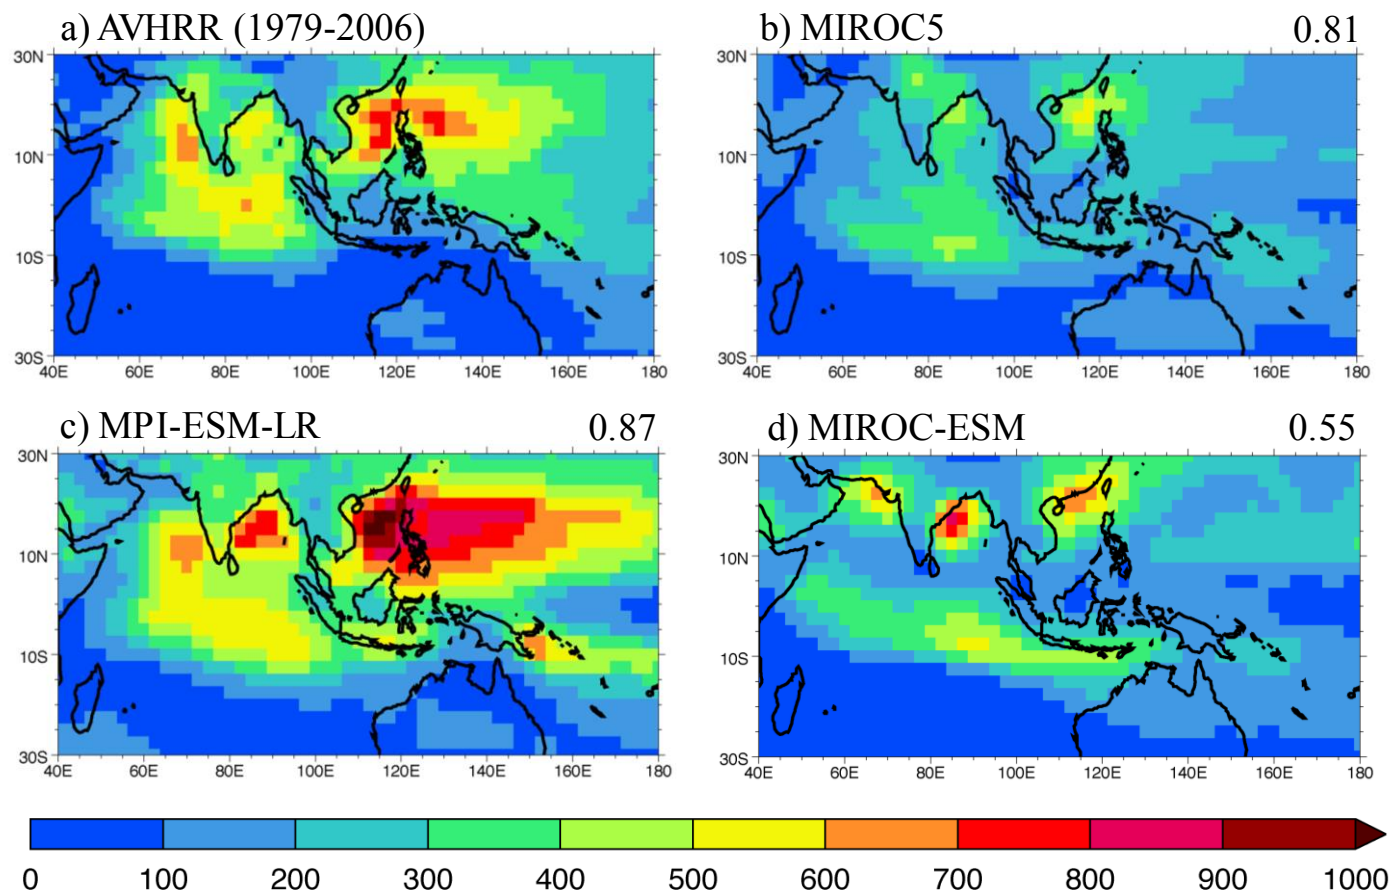 a) AVHRR (1979-2006)
b) MIROC5 0.81
30N
10N
10S
30S
40E 60E 80E 100E 120E 140E 160E 180
30N
10N
10S
30S
40E 60E 80E 100E 120E 140E 160E 180
c) MPI-ESM-LR 0.87
d) MIROC-ESM 0.55
30N
10N
10S
30S
40E 60E 80E 100E 120E 140E 160E 180
30N
10N
10S
30S
40E 60E 80E 100E 120E 140E 160E 180
0 100 200 300 400 500 600 700 800 900 1000